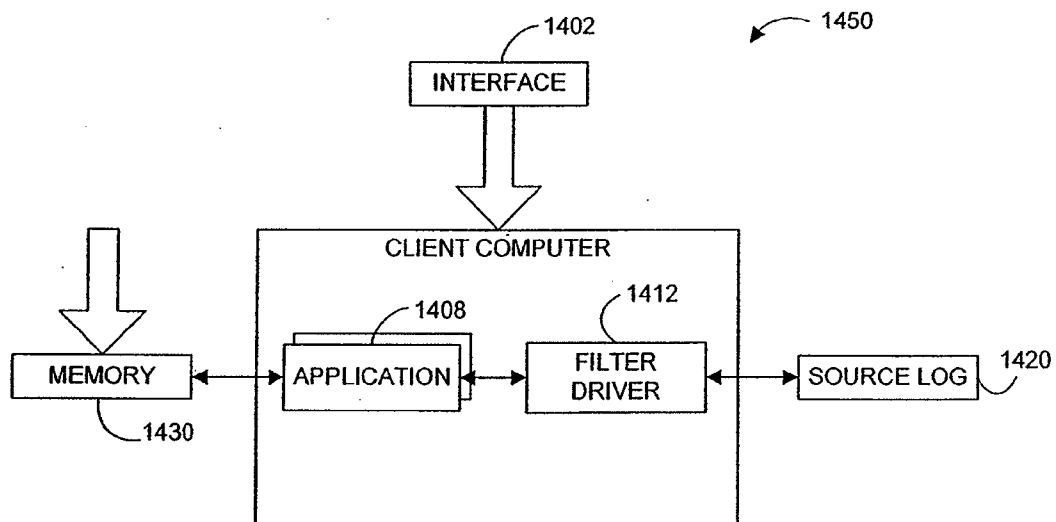 1402
1450
INTERFACE
CLIENT COMPUTER
1408
1412
MEMORY
APPLICATION
FILTER
DRIVER
SOURCE LOG
1420
1430